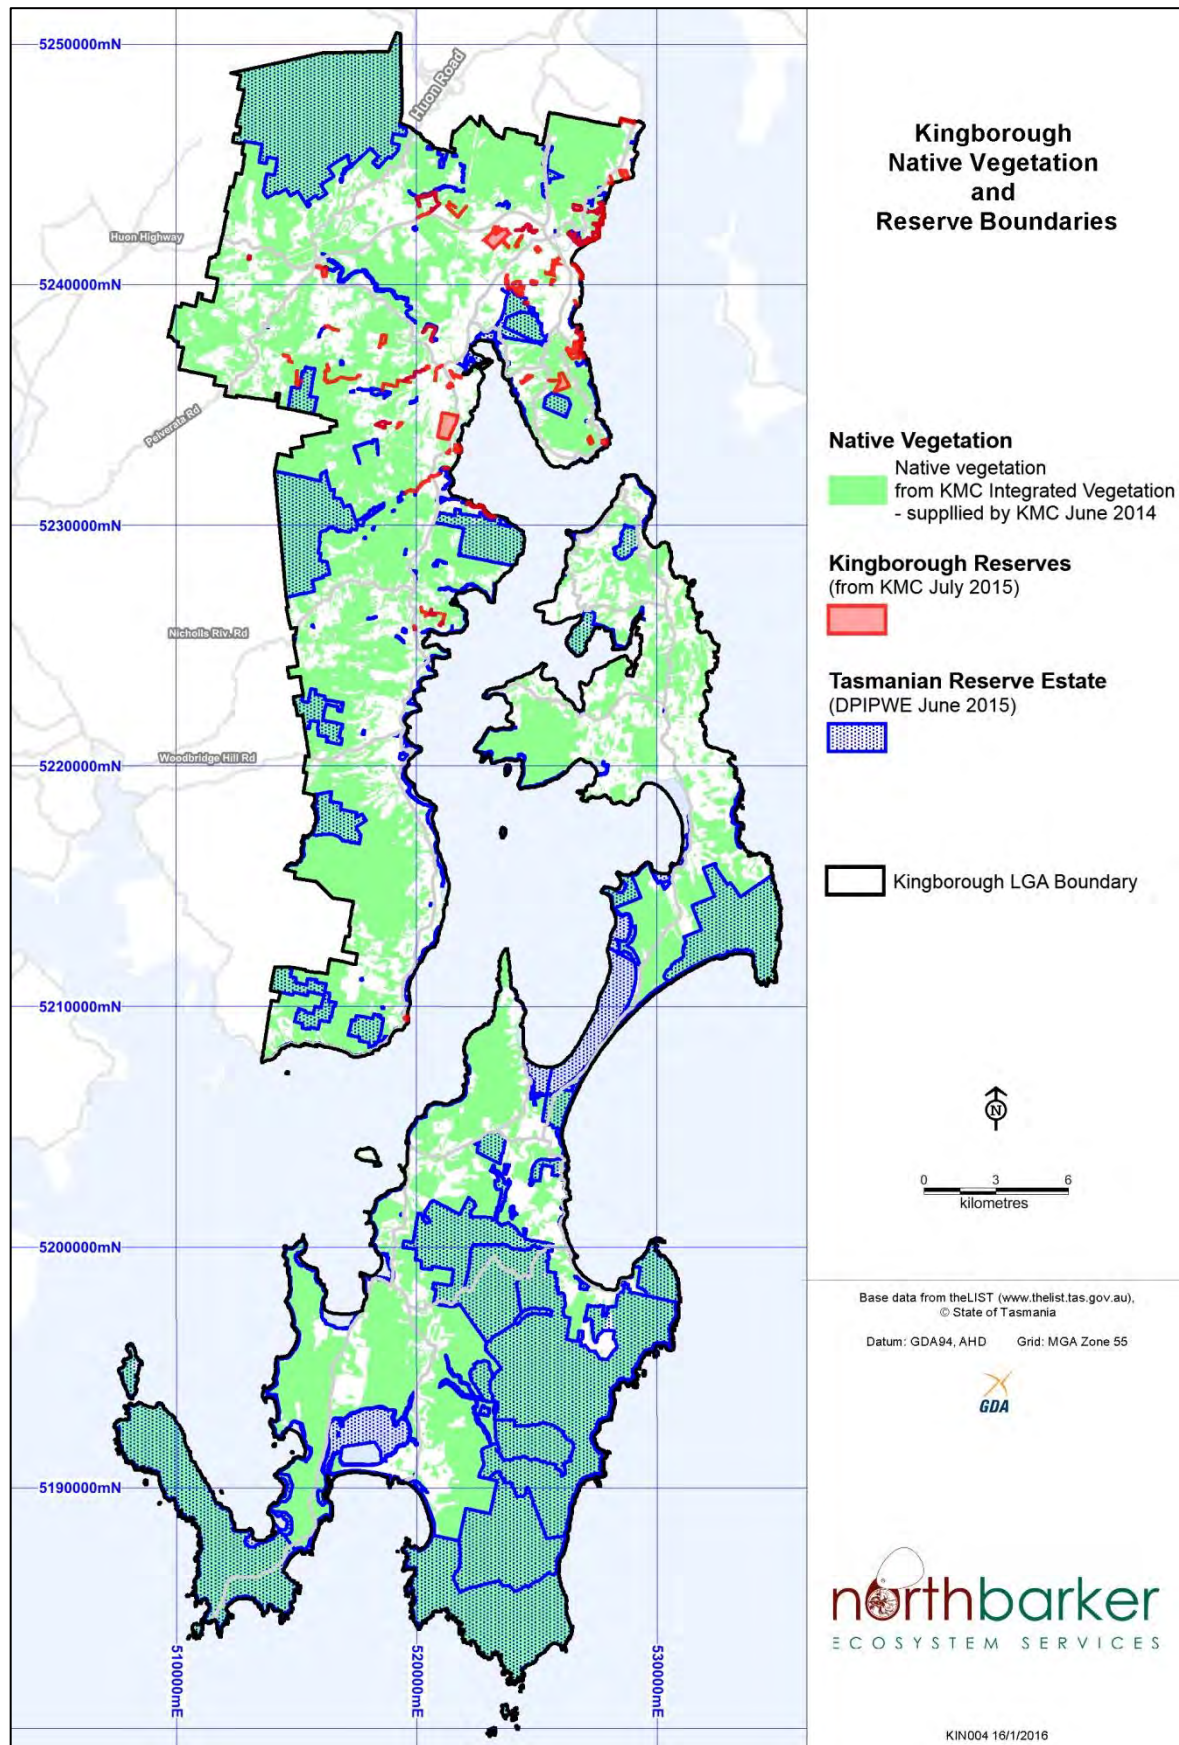 Kingborough
Native Vegetation
and
Reserve Boundaries
5250000mN
Huon Road
Huon Highway
5240000mN
Pelverata Rd
Native Vegetation
Native vegetation
from KMC Integrated Vegetation
- suppllied by KMC June 2014
5230000mN
Kingborough Reserves
(from KMC July 2015)
Nicholls Riv. Rd
Tasmanian Reserve Estate
(DPIPWE June 2015)
Woodbridge Hill Rd
5220000mN
Kingborough LGA Boundary
5210000mN
N
0 3 6
kilometres
5200000mN
Base data from theLIST (www.thelist.tas.gov.au),
© State of Tasmania
Datum: GDA94, AHD Grid: MGA Zone 55
GDA
5190000mN
northbarker
ECOSYSTEM SERVICES
510000mE
520000mE
530000mE
KIN004 16/1/2016